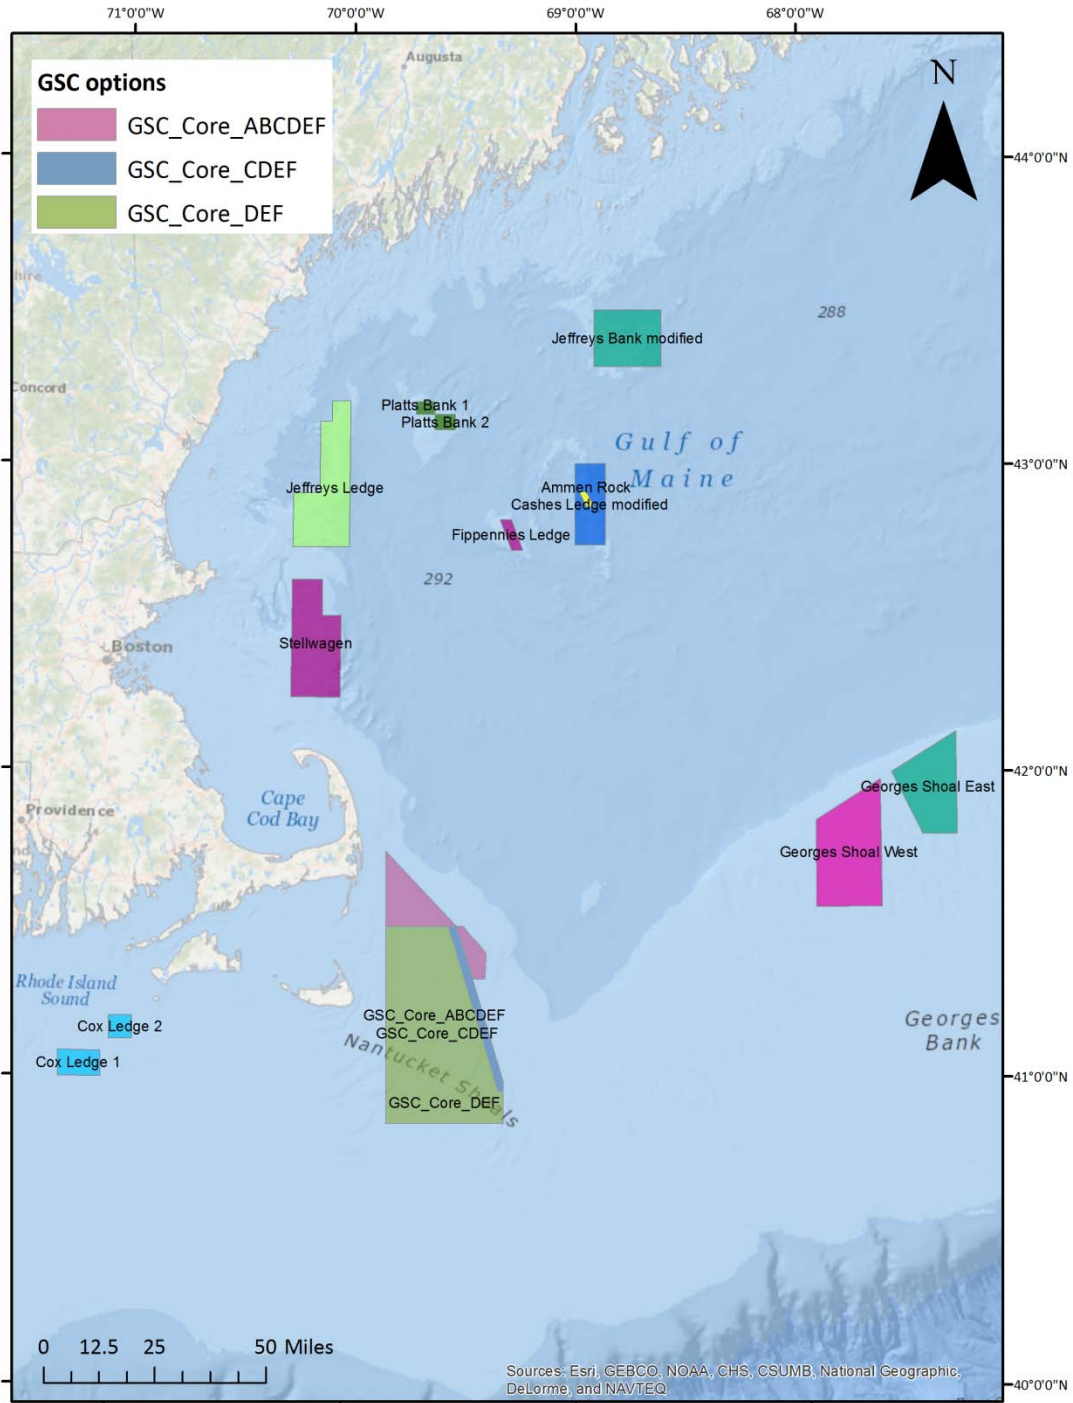 71°0'0"W 70°0'0"W 69°0'0"W 68°0'0"W
Augusta
GSC options
GSC_Core_ABCDEF
GSC_Core_CDEF
GSC_Core_DEF
N
44°0'0"N
hire
288
Jeffreys Bank modified
Concord
Platts Bank 1
Platts Bank 2
Gulf of
Maine
43°0'0"N
Jeffreys Ledge
Ammen Rock
Cashes Ledge modified
Fippennies Ledge
292
Boston
Stellwagen
42°0'0"N
Georges Shoal East
Cape
Cod Bay
Providence
nd
Georges Shoal West
Rhode Island
Sound
Cox Ledge 2
Cox Ledge 1
GSC_Core_ABCDEF
GSC_Core_CDEF
Nantucket Shoals
GSC_Core_DEF
Georges
Bank
41°0'0"N
0 12.5 25 50 Miles
Sources: Esri, GEBCO, NOAA, CHS, CSUMB, National Geographic,
DeLorme, and NAVTEQ
40°0'0"N